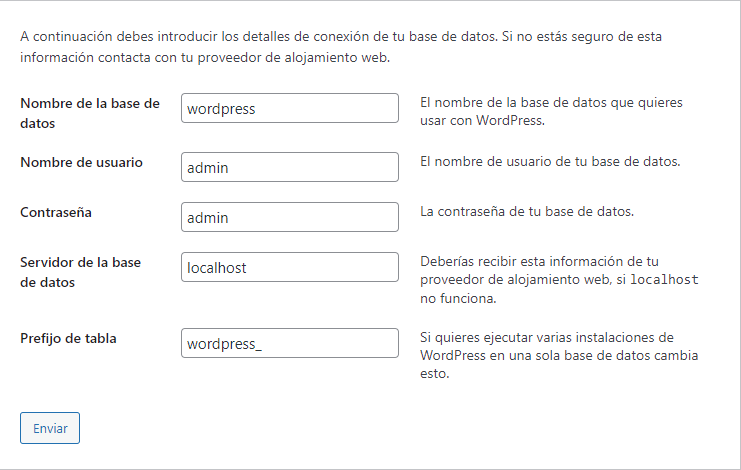 A continuación debes introducir los detalles de conexión de tu base de datos. Si no estás seguro de esta
información contacta con tu proveedor de alojamiento web.
Nombre de la base de
datos
wordpress
El nombre de la base de datos que quieres
usar con WordPress.
Nombre de usuario
admin
El nombre de usuario de tu base de datos.
Contraseña
admin
La contraseña de tu base de datos.
Servidor de la base
de datos
localhost
Deberías recibir esta información de tu
proveedor de alojamiento web, si localhost
no funciona.
Prefijo de tabla
wordpress_
Si quieres ejecutar varias instalaciones de
WordPress en una sola base de datos cambia
esto.
Enviar